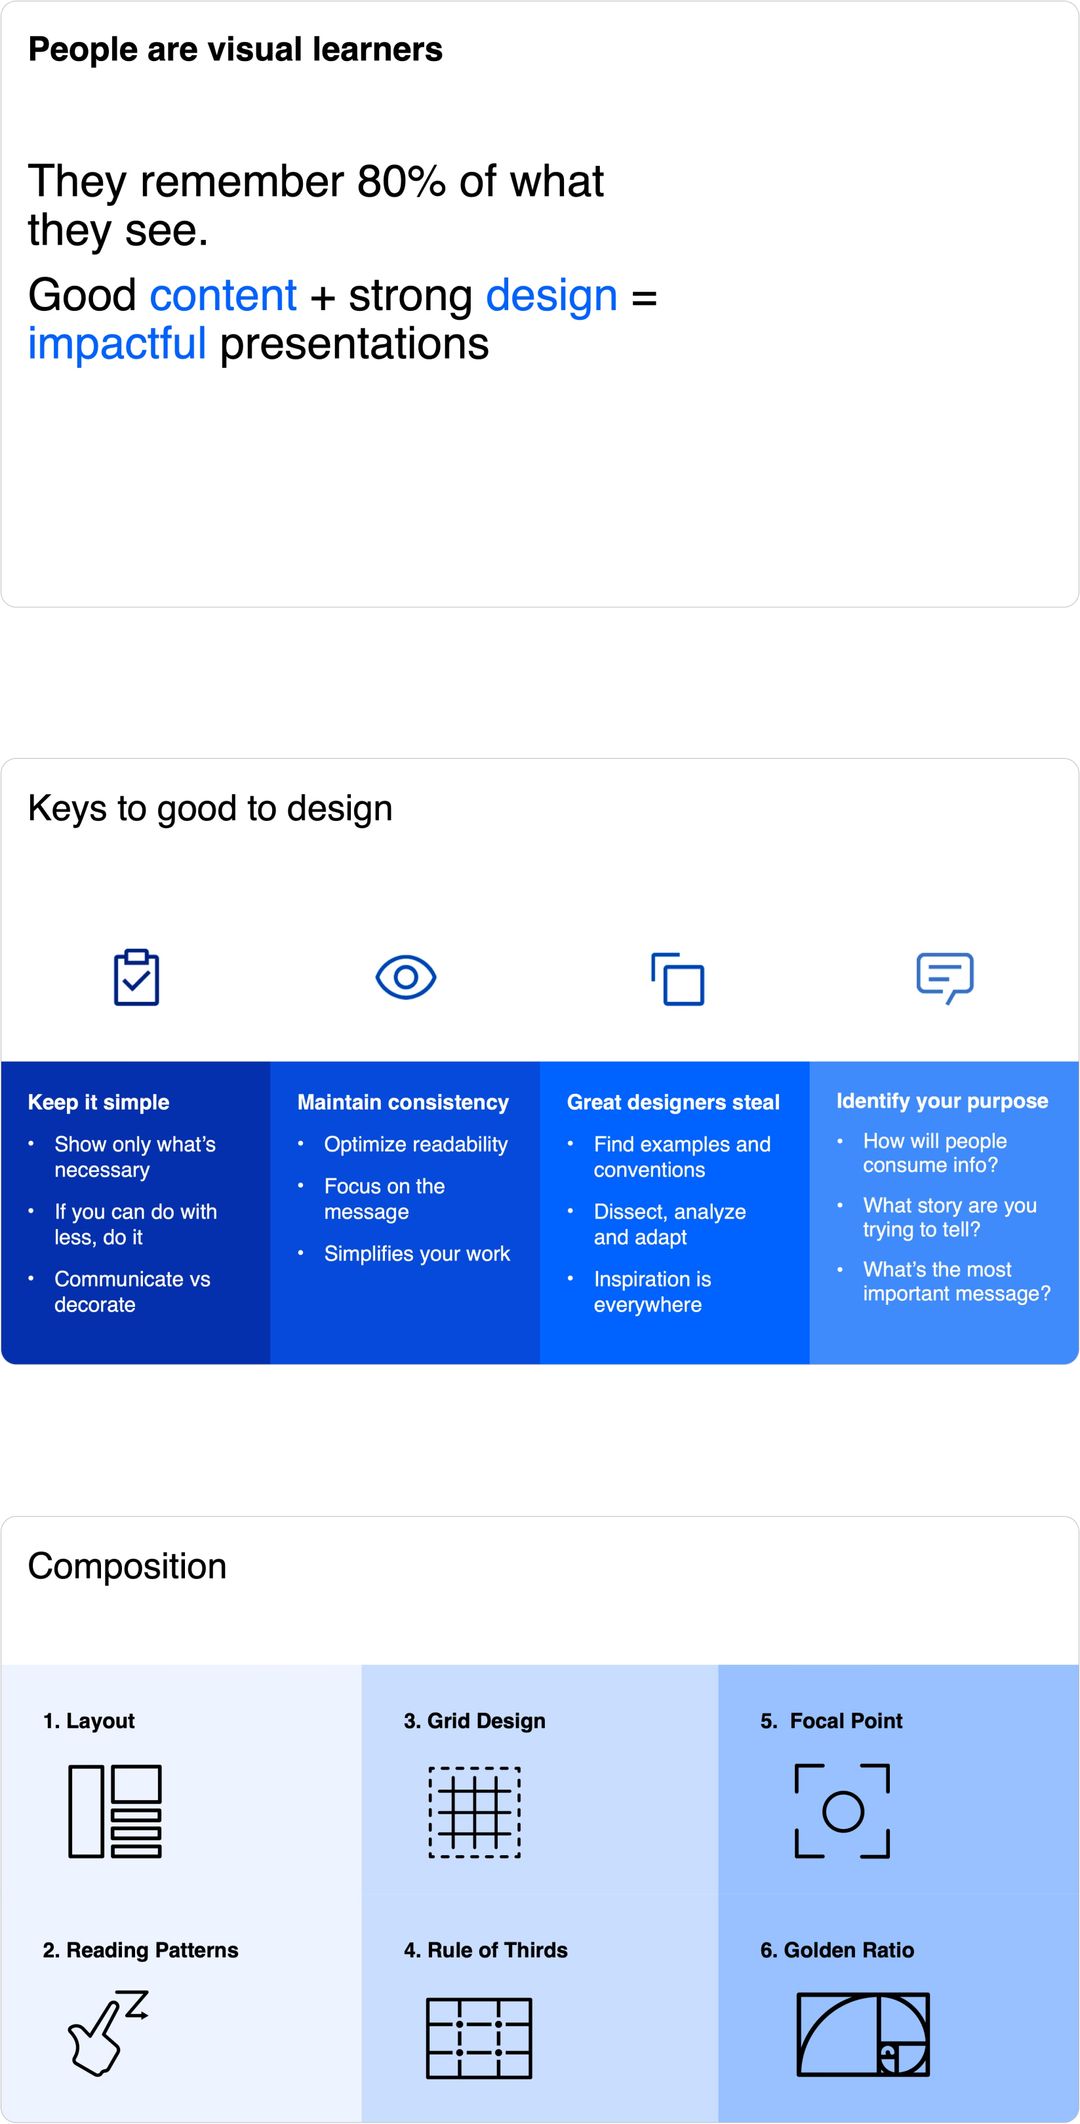 People are visual learners
They remember 80% of what
they see.
Good content + strong design =
impactful presentations
Keys to good to design
Keep it simple
• Show only what’s
necessary
• If you can do with
less, do it
• Communicate vs
decorate
Maintain consistency
• Optimize readability
• Focus on the
message
• Simplifies your work
Great designers steal
• Find examples and
conventions
• Dissect, analyze
and adapt
• Inspiration is
everywhere
Identify your purpose
• How will people
consume info?
• What story are you
trying to tell?
• What’s the most
important message?
Composition
1. Layout
2. Reading Patterns
3. Grid Design
4. Rule of Thirds
5. Focal Point
6. Golden Ratio